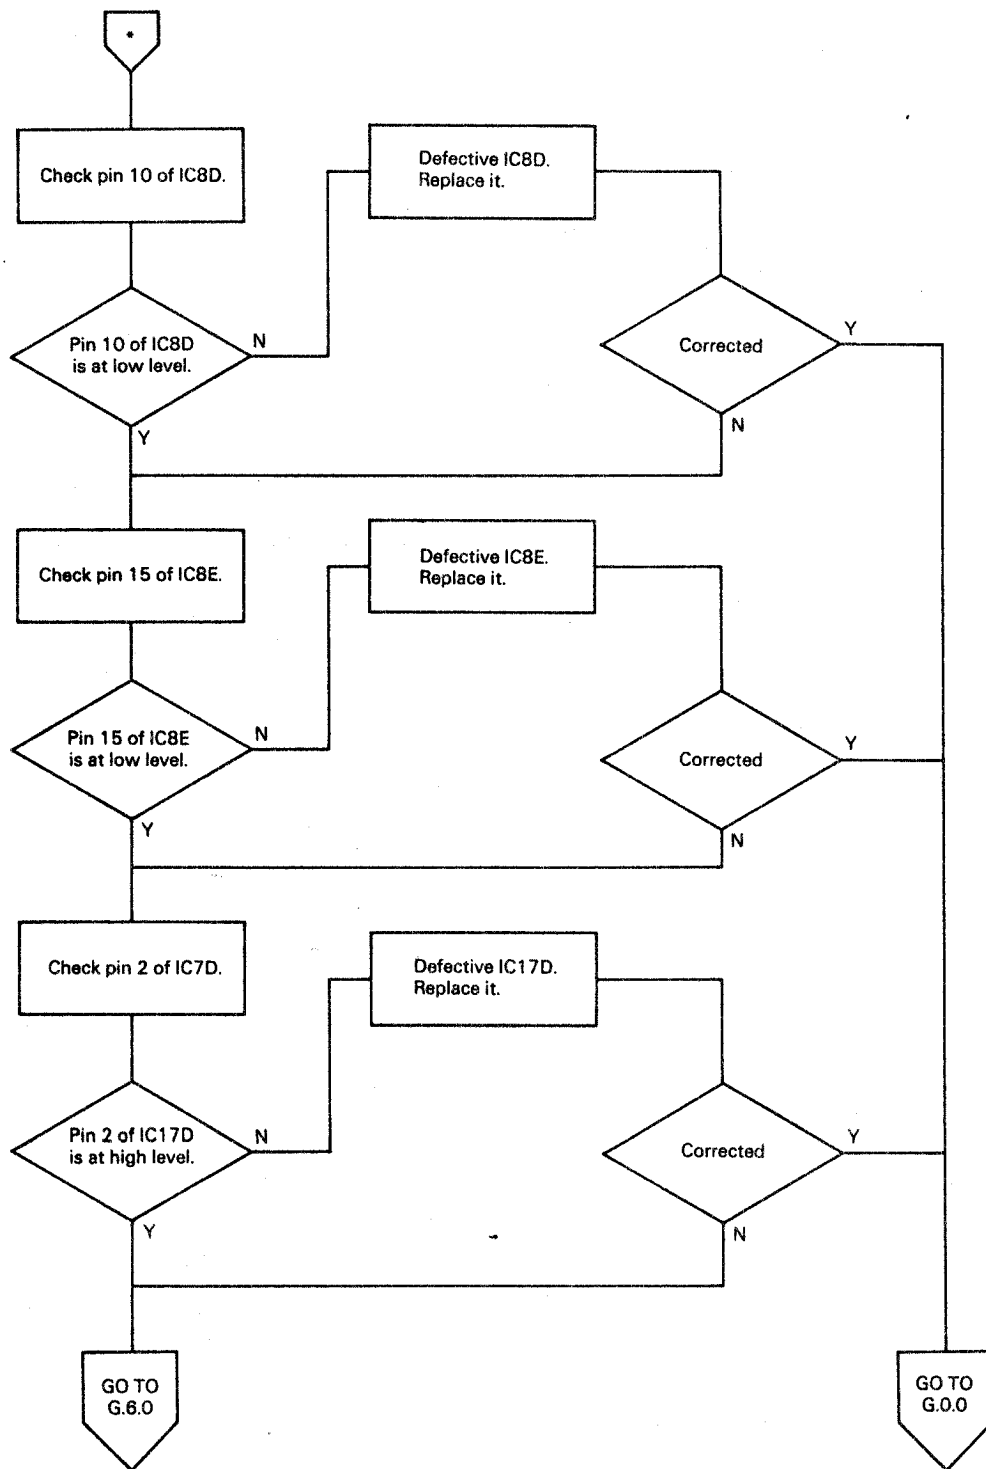 *
Check pin 10 of IC8D.
Defective IC8D.
Replace it.
Pin 10 of IC8D
is at low level.
N
Y
Corrected
Y
N
Check pin 15 of IC8E.
Defective IC8E.
Replace it.
Pin 15 of IC8E
is at low level.
N
Y
Corrected
Y
N
Check pin 2 of IC7D.
Defective IC17D.
Replace it.
Pin 2 of IC17D
is at high level.
N
Y
Corrected
Y
N
GO TO
G.6.0
GO TO
G.0.0